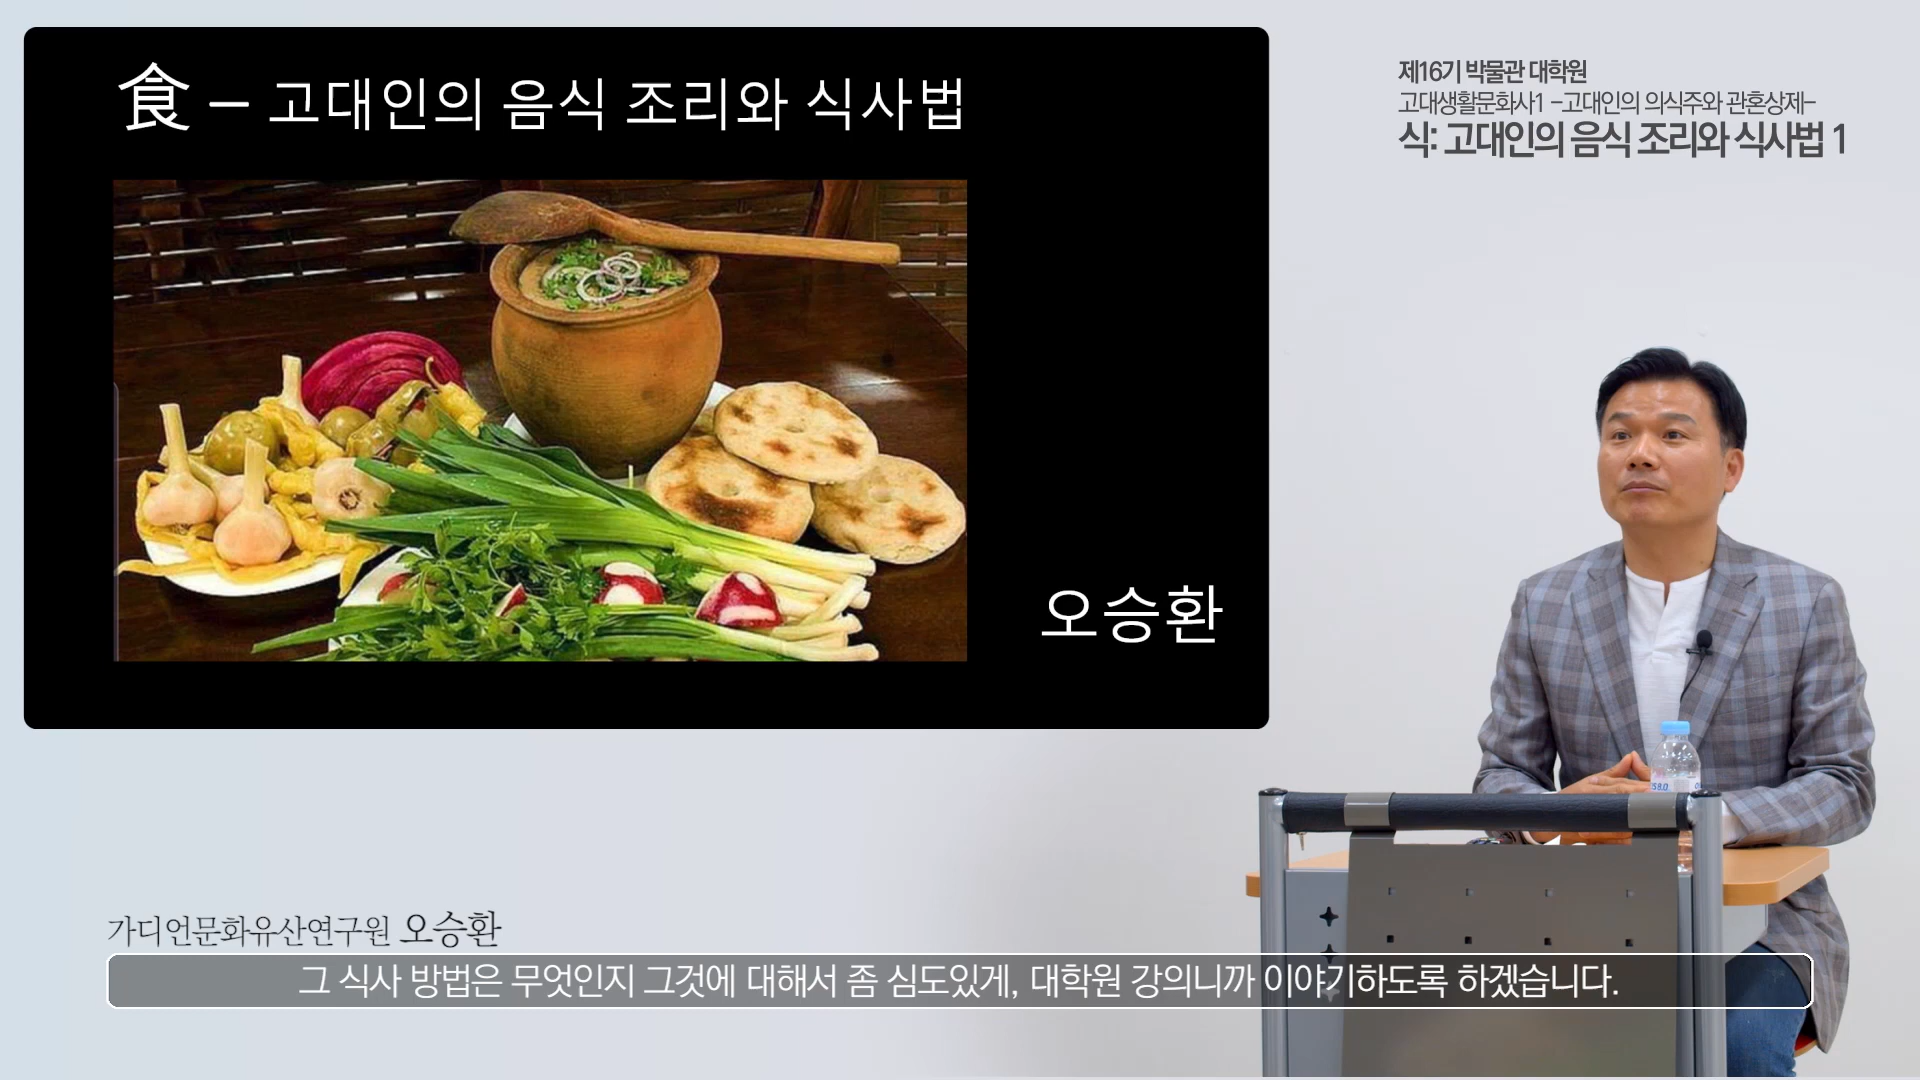 食 – 고대인의 음식 조리와 식사법
오승환
제16기 박물관 대학원
고대생활문화사1 -고대인의 의식주와 관혼상제-
식: 고대인의 음식 조리와 식사법 1
가디언문화유산연구원 오승환
그 식사 방법은 무엇인지 그것에 대해서 좀 심도있게, 대학원 강의니까 이야기하도록 하겠습니다.